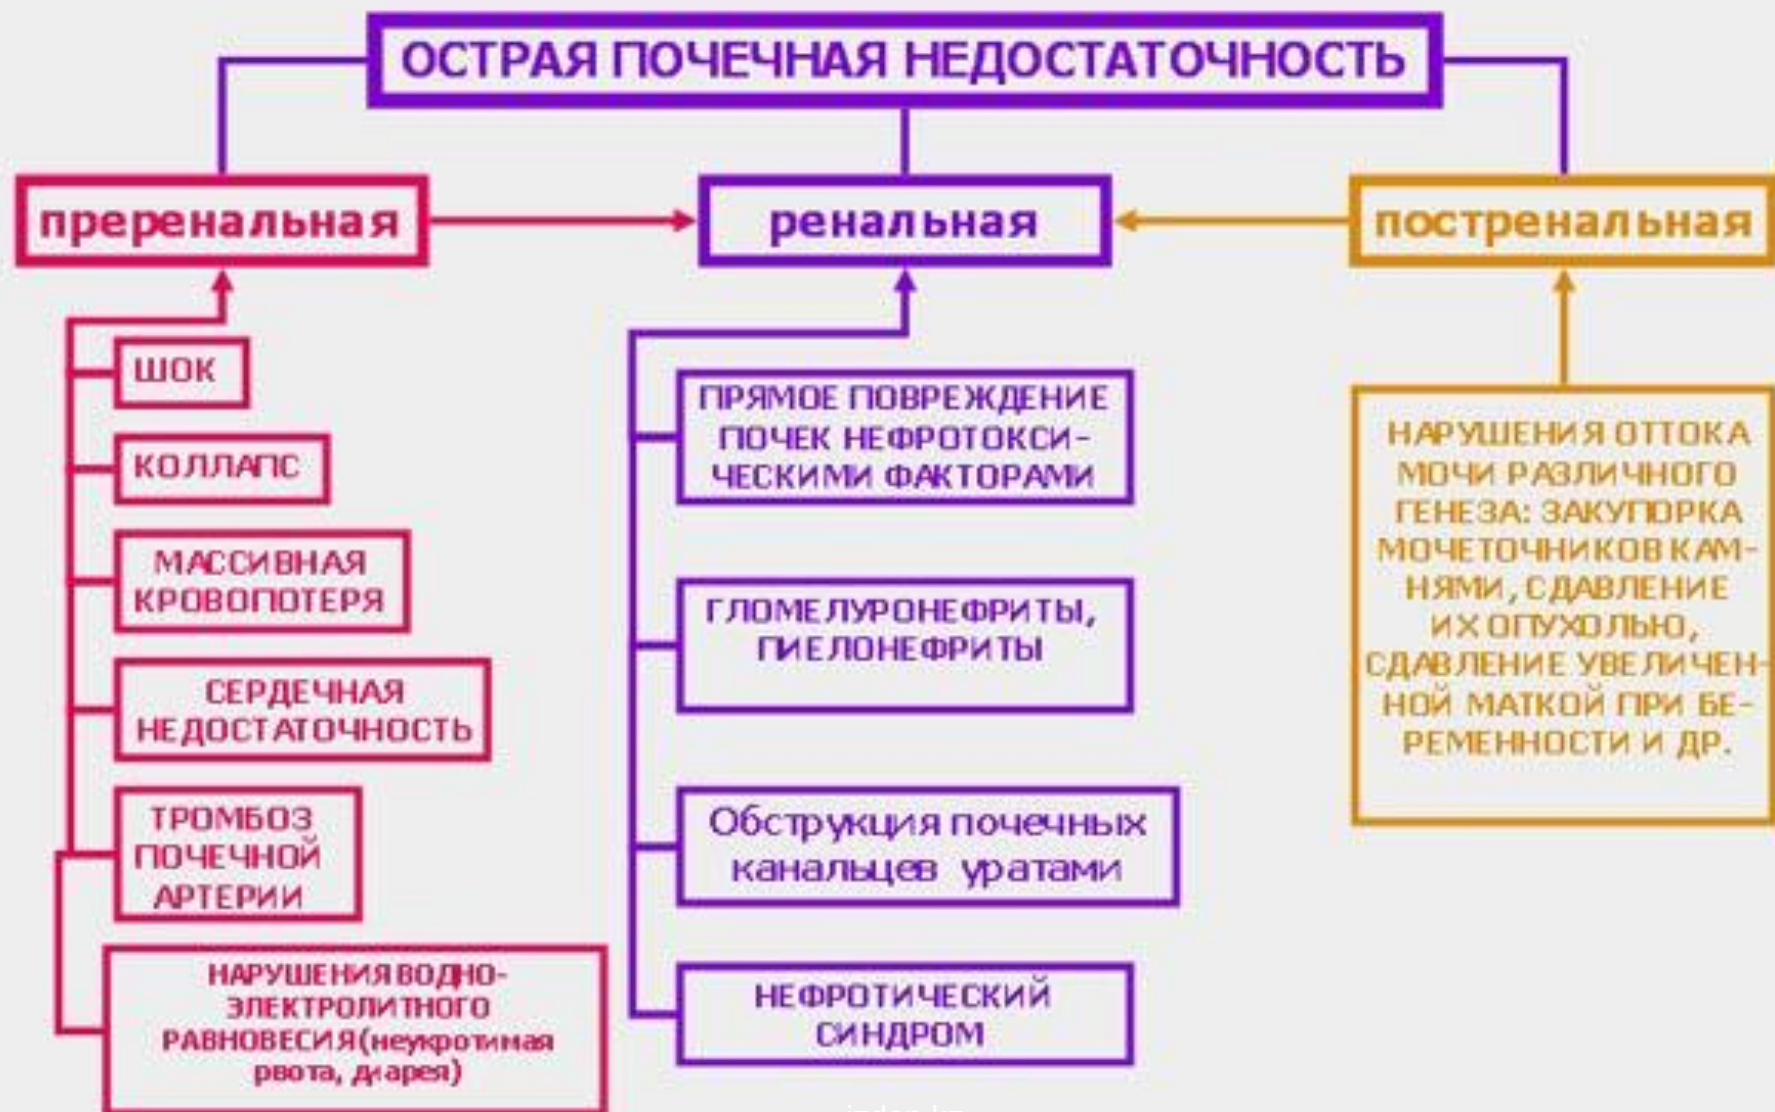 ОСТРАЯ ПОЧЕЧНАЯ НЕДОСТАТОЧНОСТЬ
преренальная
ренальная
постренальная
ШОК
КОЛЛАПС
МАССИВНАЯ
КРОВОПОТЕРЯ
СЕРДЕЧНАЯ
НЕДОСТАТОЧНОСТЬ
ТРОМБОЗ
ПОЧЕЧНОЙ
АРТЕРИИ
НАРУШЕНИЯ ВОДНО-
ЭЛЕКТРОЛИТНОГО
РАВНОВЕСИЯ(неукротимая
рвота, диарея)
ПРЯМОЕ ПОВРЕЖДЕНИЕ
ПОЧЕК НЕФРОТОКСИ-
ЧЕСКИМИ ФАКТОРАМИ
ГЛОМЕЛУРОНЕФРИТЫ,
ПИЕЛОНЕФРИТЫ
Обструкция почечных
канальцев уратами
НЕФРОТИЧЕСКИЙ
СИНДРОМ
НАРУШЕНИЯ ОТТОКА
МОЧИ РАЗЛИЧНОГО
ГЕНЕЗА: ЗАКУПОРКА
МОЧЕТОЧНИКОВ КАМ-
НЯМИ, СДАВЛЕНИЕ
ИХ ОПУХОЛЬЮ,
СДАВЛЕНИЕ УВЕЛИЧЕН-
НОЙ МАТКОЙ ПРИ БЕ-
РЕМЕННОСТИ И ДР.